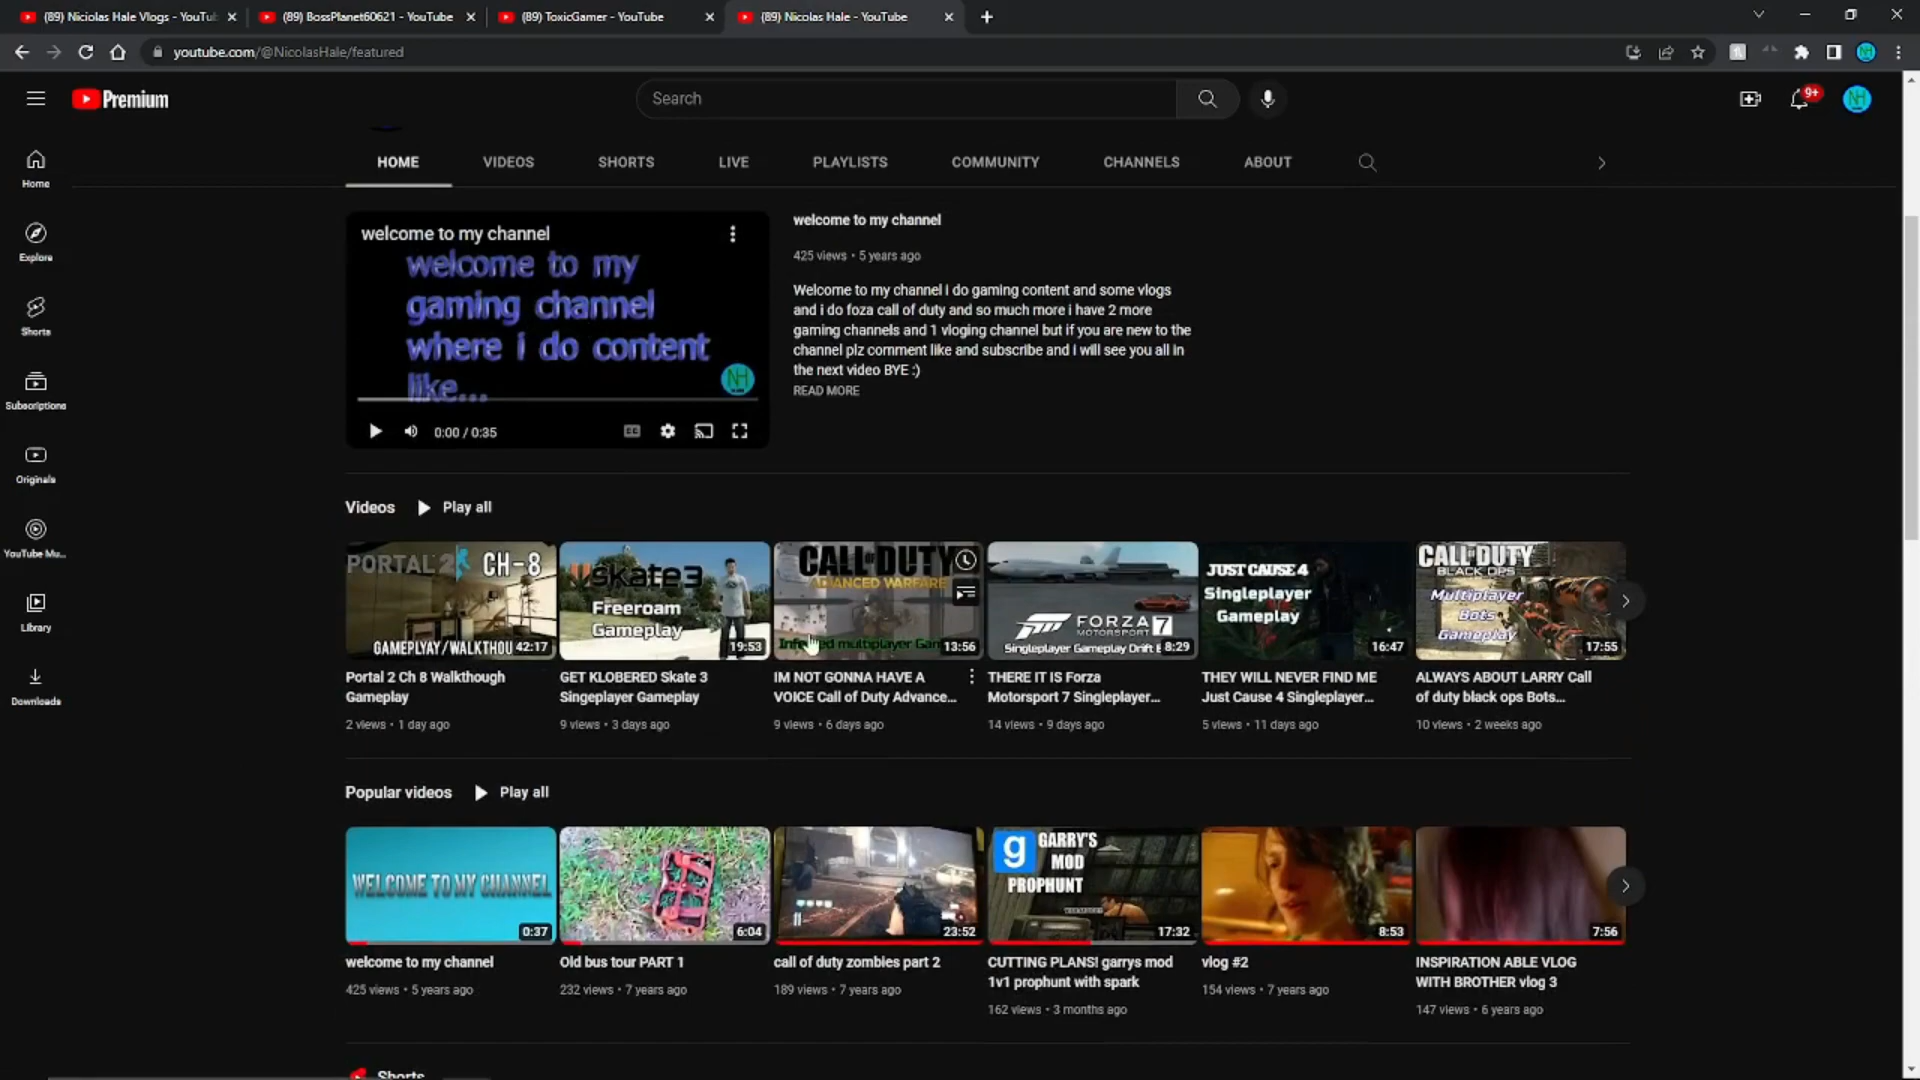 (89) Niciolas Hale Vlogs - YouTu
(89) BossPlanet60621 - YouTube
(89) ToxicGamer - YouTube
(89) Nicolas Hale - YouTube
youtube.com/@NicolasHale/featured
Premium
Search
9+
NH
HOME
VIDEOS
SHORTS
LIVE
PLAYLISTS
COMMUNITY
CHANNELS
ABOUT
Home
Explore
Shorts
Subscriptions
Originals
YouTube Mu...
Library
Downloads
welcome to my channel
welcome to my
gaming channel
where i do content
like...
NH
0:00 / 0:35
welcome to my channel
425 views • 5 years ago
Welcome to my channel i do gaming content and some vlogs
and i do foza call of duty and so much more i have 2 more
gaming channels and 1 vloging channel but if you are new to the
channel plz comment like and subscribe and i will see you all in
the next video BYE :)
READ MORE
Videos
Play all
PORTAL 2 CH-8
GAMEPLYAY/WALKTHOU
42:17
Portal 2 Ch 8 Walkthough
Gameplay
2 views • 1 day ago
skate3
Freeroam
Gameplay
19:53
GET KLOBERED Skate 3
Singeplayer Gameplay
9 views • 3 days ago
CALL OF DUTY
ADVANCED WARFARE
multiplayer Gam
13:56
IM NOT GONNA HAVE A
VOICE Call of Duty Advance...
9 views • 6 days ago
FORZA
MOTORSPORT 7
Singleplayer Gameplay Drift
8:29
THERE IT IS Forza
Motorsport 7 Singleplayer...
14 views • 9 days ago
JUST CAUSE 4
Singleplayer
Gameplay
16:47
THEY WILL NEVER FIND ME
Just Cause 4 Singleplayer...
5 views • 11 days ago
CALL OF DUTY
BLACK OPS
Multiplayer
Bots
Gameplay
17:55
ALWAYS ABOUT LARRY Call
of duty black ops Bots...
10 views • 2 weeks ago
Popular videos
Play all
WELCOME TO MY CHANNEL
0:37
welcome to my channel
425 views • 5 years ago
6:04
Old bus tour PART 1
232 views • 7 years ago
23:52
call of duty zombies part 2
189 views • 7 years ago
g
GARRY'S
MOD
PROPHUNT
17:32
CUTTING PLANS! garrys mod
1v1 prophunt with spark
162 views • 3 months ago
8:53
vlog #2
154 views • 7 years ago
7:56
INSPIRATION ABLE VLOG
WITH BROTHER vlog 3
147 views • 6 years ago
Shorts